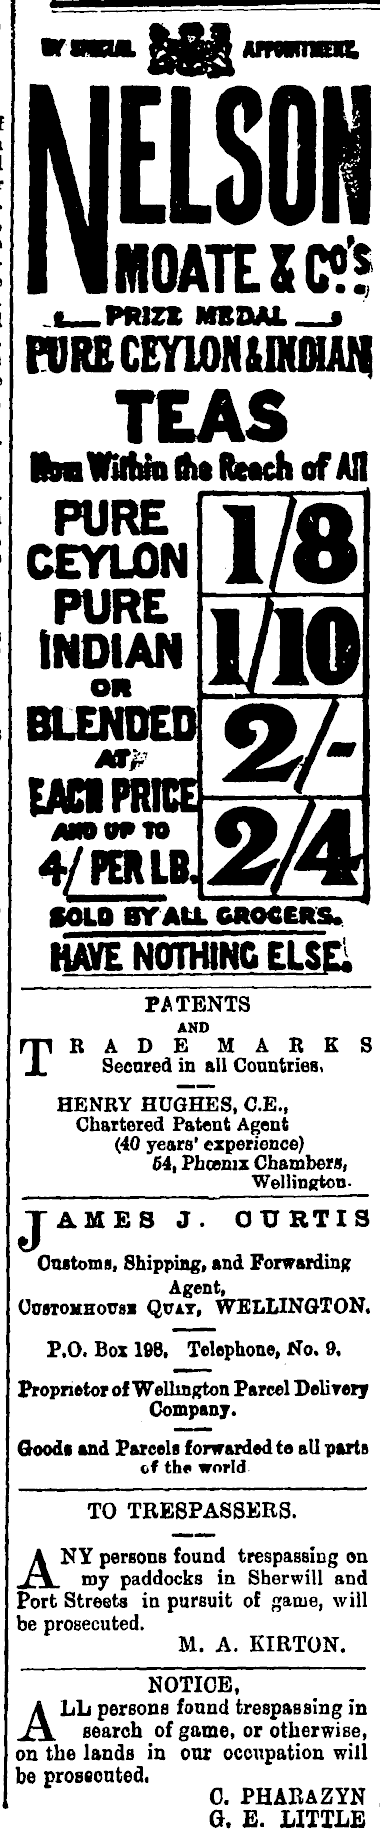 BY SPECIAL APPOINTMENT.
NELSON
MOATE & Co's.
PRIZE MEDAL
PURE CEYLON & INDIAN
TEAS
Now Within the Reach of All
PURE
CEYLON
1/8
PURE
INDIAN
1/10
OR
BLENDED
AT
2/-
EACH PRICE
AND UP TO
4/ PER LB.
2/4
SOLD BY ALL GROCERS.
HAVE NOTHING ELSE!
PATENTS
AND
TRADE MARKS
Secured in all Countries.
HENRY HUGHES, C.E.,
Chartered Patent Agent
(40 years' experience)
54, Phœnix Chambers,
Wellington.
JAMES J. CURTIS
Customs, Shipping, and Forwarding
Agent,
CUSTOMHOUSE QUAY, WELLINGTON.
P.O. Box 198. Telephone, No. 9.
Proprietor of Wellington Parcel Delivery
Company.
Goods and Parcels forwarded to all parts
of the world
TO TRESPASSERS.
ANY persons found trespassing on
my paddocks in Sherwill and
Port Streets in pursuit of game, will
be prosecuted.
M. A. KIRTON.
NOTICE,
ALL persons found trespassing in
search of game, or otherwise,
on the lands in our occupation will
be prosecuted.
C. PHARAZYN
G. E. LITTLE